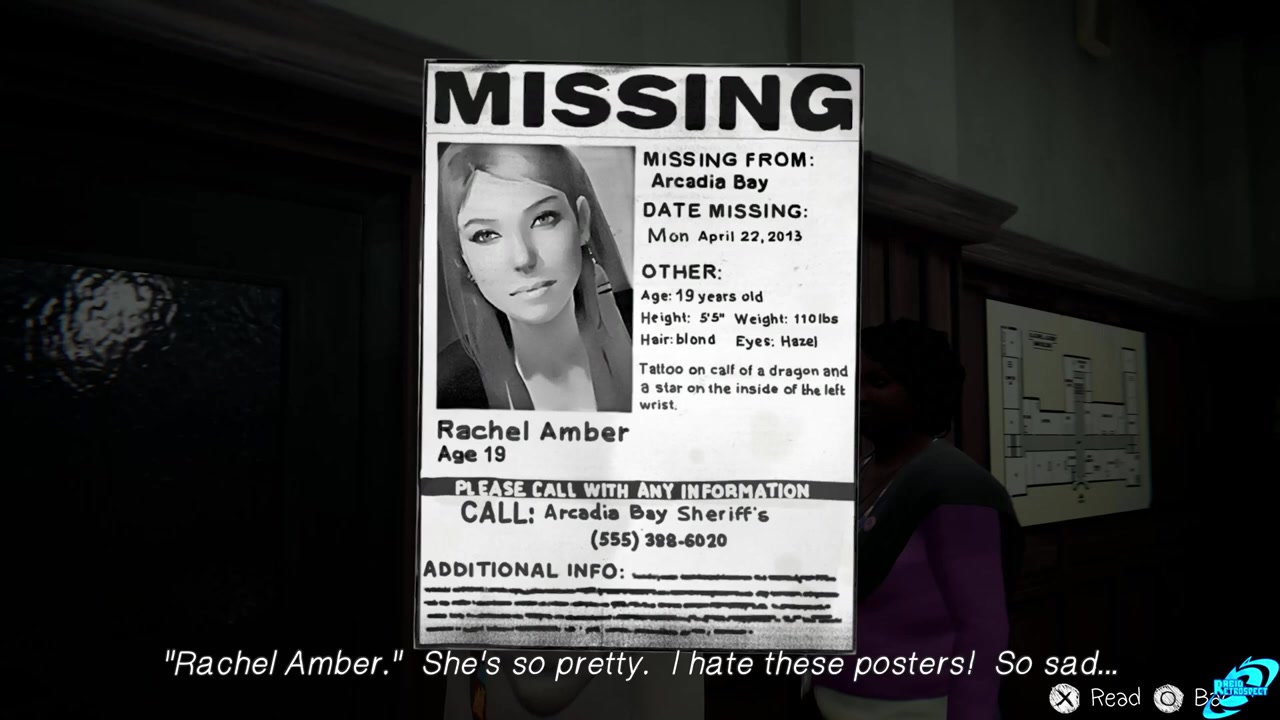 MISSING
MISSING FROM:
Arcadia Bay
DATE MISSING:
Mon April 22, 2013
OTHER:
Age: 19 years old
Height: 5'5" Weight: 110lbs
Hair: blond Eyes: Hazel
Tattoo on calf of a dragon and
a star on the inside of the left
wrist.
Rachel Amber
Age 19
PLEASE CALL WITH ANY INFORMATION
CALL: Arcadia Bay Sheriff's
(555) 398-6020
ADDITIONAL INFO:
"Rachel Amber." She's so pretty. I hate these posters! So sad...
Read
RETROSPECT